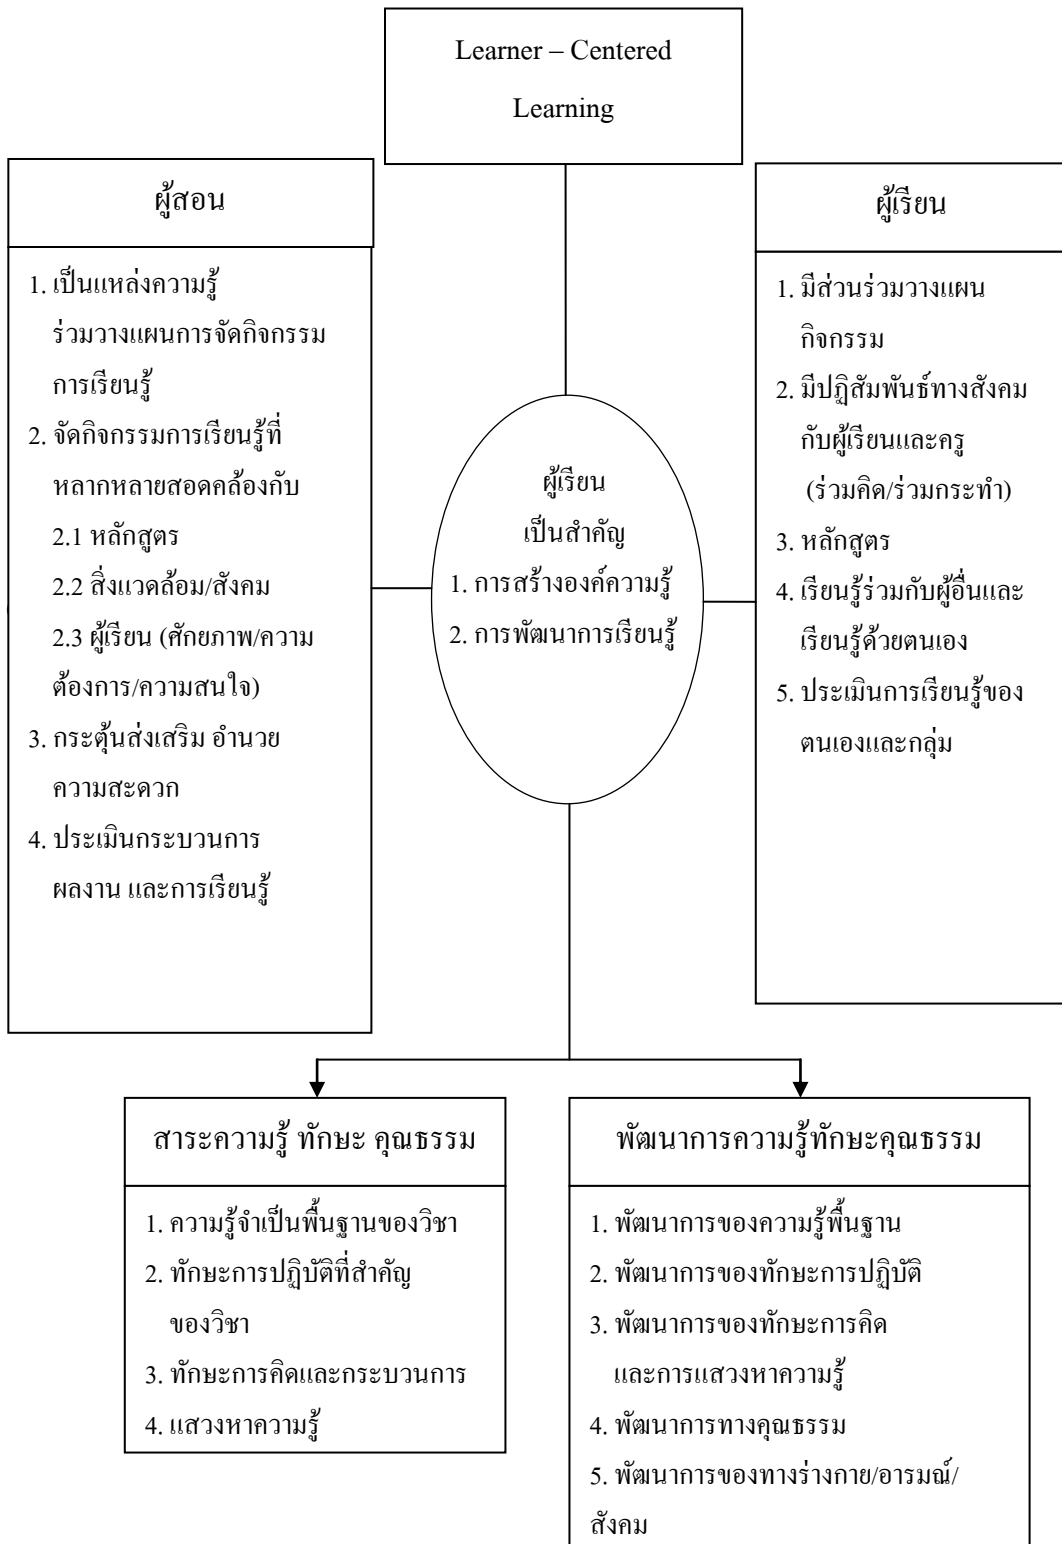 Learner – Centered
Learning
ผู้สอน
1. เป็นแหล่งความรู้
ร่วมวางแผนการจัดกิจกรรม
การเรียนรู้
2. จัดกิจกรรมการเรียนรู้ที่
หลากหลายสอดคล้องกับ
2.1 หลักสูตร
2.2 สิ่งแวดล้อม/สังคม
2.3 ผู้เรียน (ศักยภาพ/ความ
ต้องการ/ความสนใจ)
3. กระตุ้นส่งเสริม อำนวย
ความสะดวก
4. ประเมินกระบวนการ
ผลงาน และการเรียนรู้
ผู้เรียน
เป็นสำคัญ
1. การสร้างองค์ความรู้
2. การพัฒนาการเรียนรู้
ผู้เรียน
1. มีส่วนร่วมวางแผน
กิจกรรม
2. มีปฏิสัมพันธ์ทางสังคม
กับผู้เรียนและครู
(ร่วมคิด/ร่วมกระทำ)
3. หลักสูตร
4. เรียนรู้ร่วมกับผู้อื่นและ
เรียนรู้ด้วยตนเอง
5. ประเมินการเรียนรู้ของ
ตนเองและกลุ่ม
สาระความรู้ ทักษะ คุณธรรม
1. ความรู้จำเป็นพื้นฐานของวิชา
2. ทักษะการปฏิบัติที่สำคัญ
ของวิชา
3. ทักษะการคิดและกระบวนการ
4. แสวงหาความรู้
พัฒนาการความรู้ทักษะคุณธรรม
1. พัฒนาการของความรู้พื้นฐาน
2. พัฒนาการของทักษะการปฏิบัติ
3. พัฒนาการของทักษะการคิด
และการแสวงหาความรู้
4. พัฒนาการทางคุณธรรม
5. พัฒนาการของทางร่างกาย/อารมณ์/
สังคม